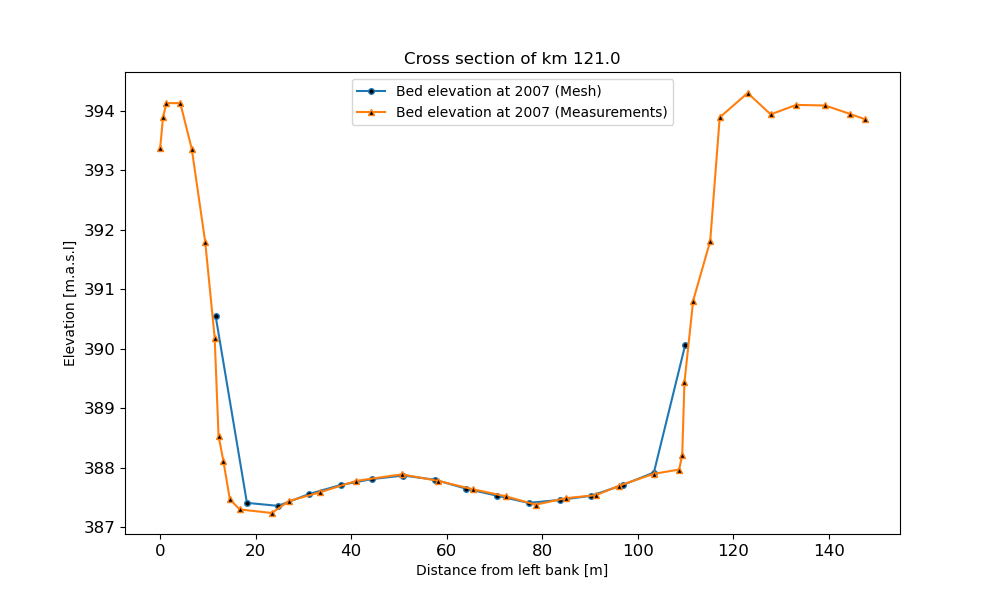 Cross section of km 121.0
Bed elevation at 2007 (Mesh)
Bed elevation at 2007 (Measurements)
394
393
392
391
390
389
388
387
Elevation [m.a.s.l]
0 20 40 60 80 100 120 140
Distance from left bank [m]